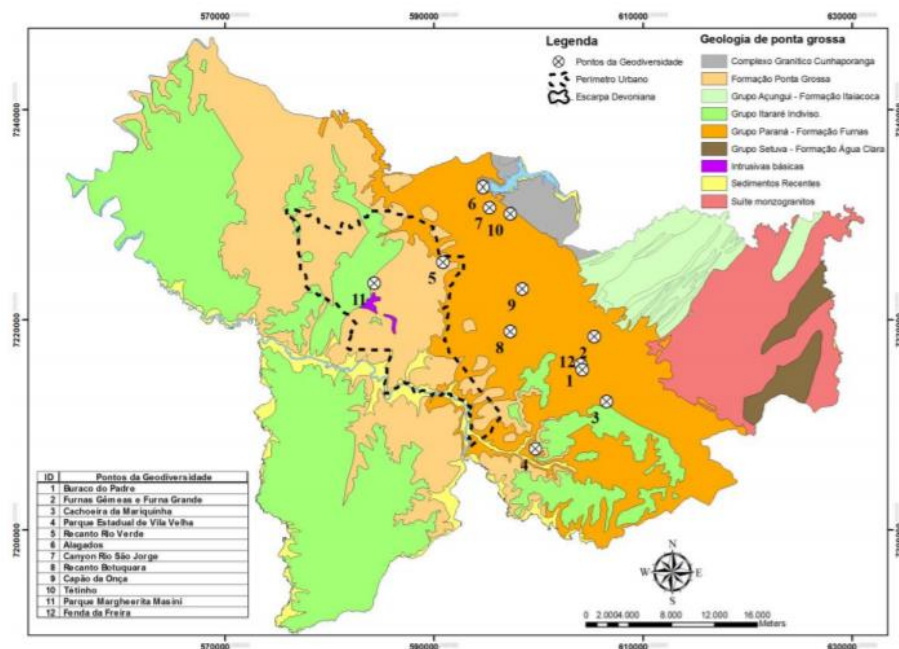 570000 590000 610000 630000
Legenda
Pontos da Geodiversidade
Perímetro Urbano
Escarpa Devoniana
Geologia de ponta grossa
Complexo Granítico Cunhaporanga
Formação Ponta Grossa
Grupo Açungui - Formação Itaiacoca
Grupo Itararé Indiviso.
Grupo Paraná - Formação Furnas
Grupo Setuva - Formação Água Clara
Intrusivas básicas
Sedimentos Recentes
Suíte monzogranitos
7240000
7240000
6
7
10
5
11
9
7220000
8
2
12
1
3
4
ID Pontos da Geodiversidade
1 Buraco do Padre
2 Furnas Gêmeas e Furna Grande
3 Cachoeira da Mariquinha
4 Parque Estadual de Vila Velha
5 Recanto Rio Verde
6 Alagados
7 Canyon Rio São Jorge
8 Recanto Botuquara
9 Capão da Onça
10 Tétinho
11 Parque Margherita Masini
12 Fenda da Freira
7200000
N
W E
S
0 2.000 4.000 8.000 12.000 16.000
Meters
570000 590000 610000 630000